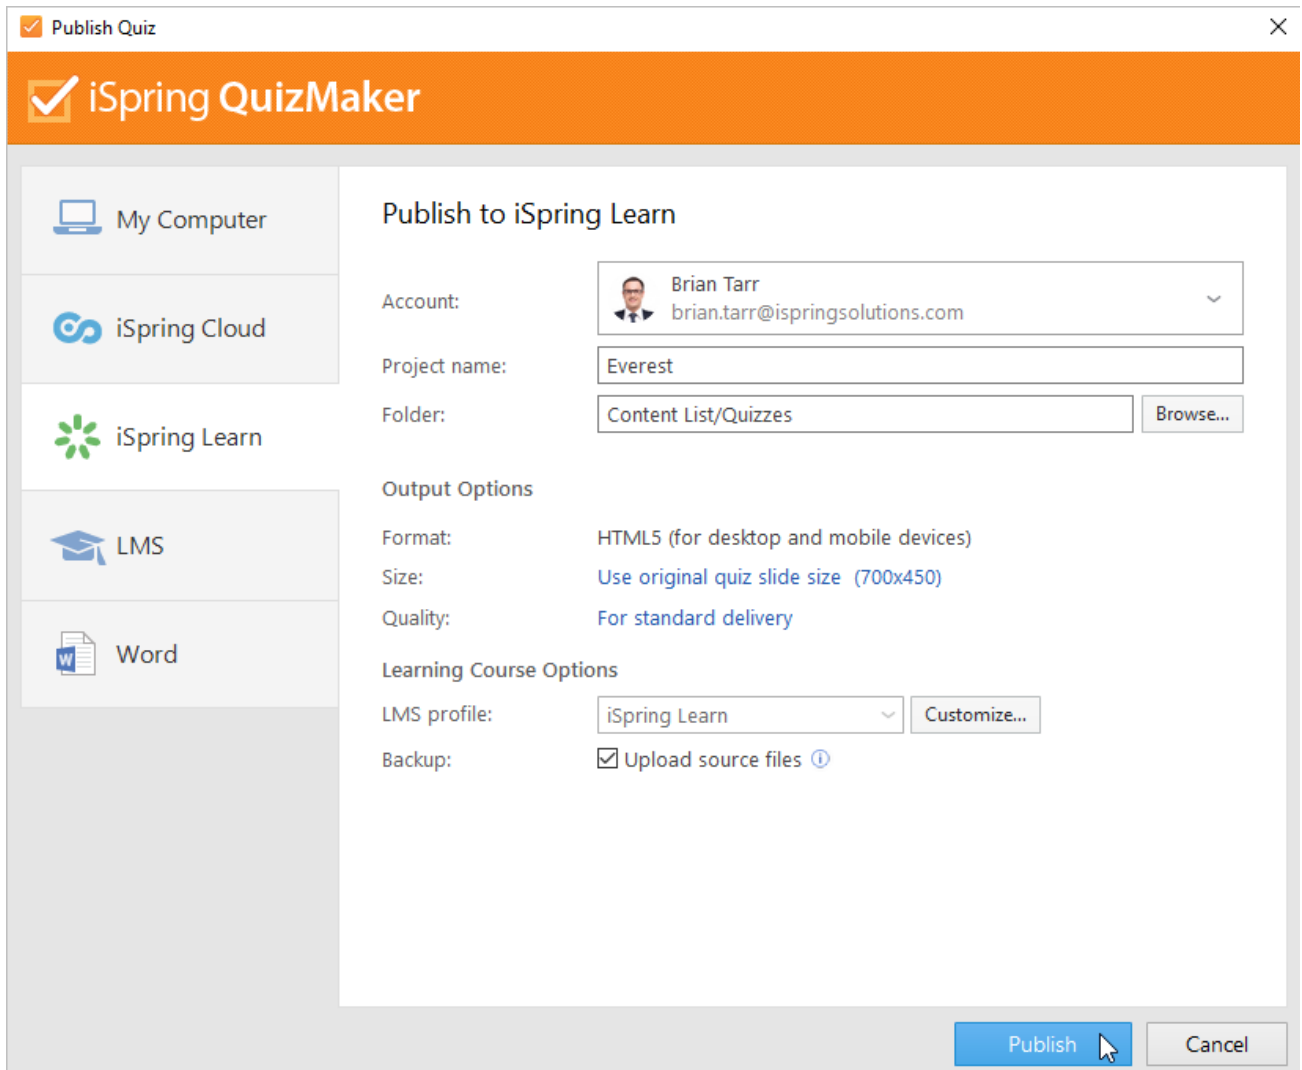 Publish Quiz
iSpring QuizMaker
My Computer
iSpring Cloud
iSpring Learn
LMS
W
Word
Publish to iSpring Learn
Account:
Brian Tarr
brian.tarr@ispringsolutions.com
Project name:
Everest
Folder:
Content List/Quizzes
Browse...
Output Options
Format:
HTML5 (for desktop and mobile devices)
Size:
Use original quiz slide size (700x450)
Quality:
For standard delivery
Learning Course Options
LMS profile:
iSpring Learn
Customize...
Backup:
Upload source files
Publish
Cancel